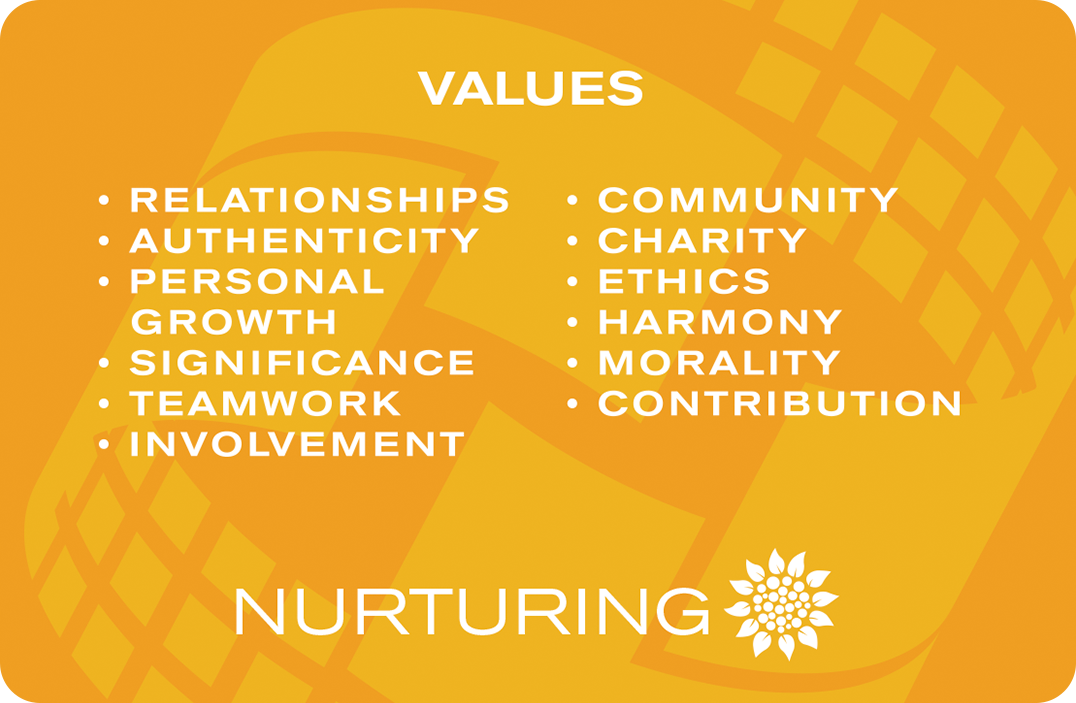 VALUES
• RELATIONSHIPS
• AUTHENTICITY
• PERSONAL
GROWTH
• SIGNIFICANCE
• TEAMWORK
• INVOLVEMENT
• COMMUNITY
• CHARITY
• ETHICS
• HARMONY
• MORALITY
• CONTRIBUTION
NURTURING